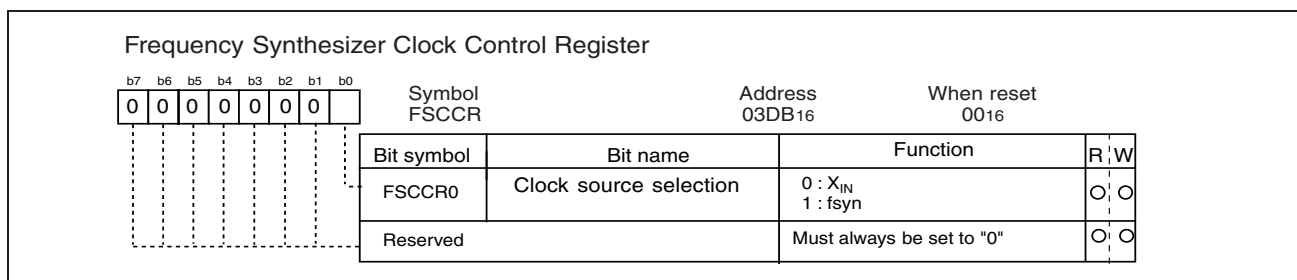 Frequency Synthesizer Clock Control Register
b7 b6 b5 b4 b3 b2 b1 b0
0 0 0 0 0 0 0
Symbol Address When reset
FSCCR 03DB16 0016
Bit symbol Bit name Function R W
FSCCR0 Clock source selection 0 : XIN
1 : fsyn
Reserved Must always be set to "0"